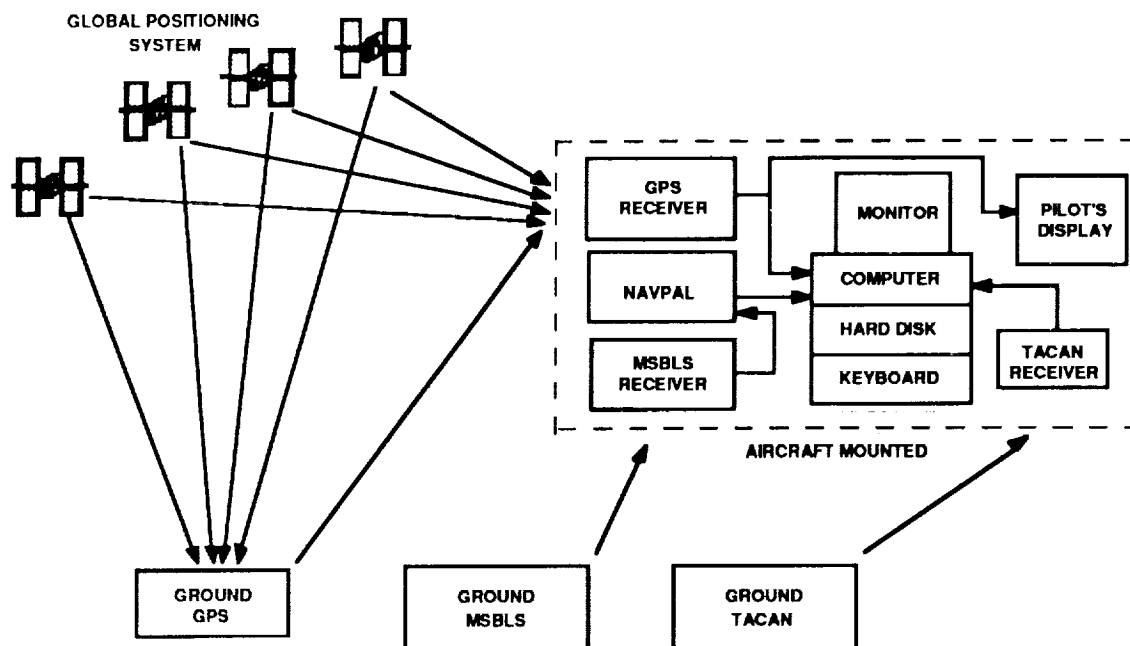 GLOBAL POSITIONING
SYSTEM
GPS
RECEIVER
MONITOR
PILOT'S
DISPLAY
NAVPAL
COMPUTER
HARD DISK
MSBLS
RECEIVER
KEYBOARD
TACAN
RECEIVER
AIRCRAFT MOUNTED
GROUND
GPS
GROUND
MSBLS
GROUND
TACAN